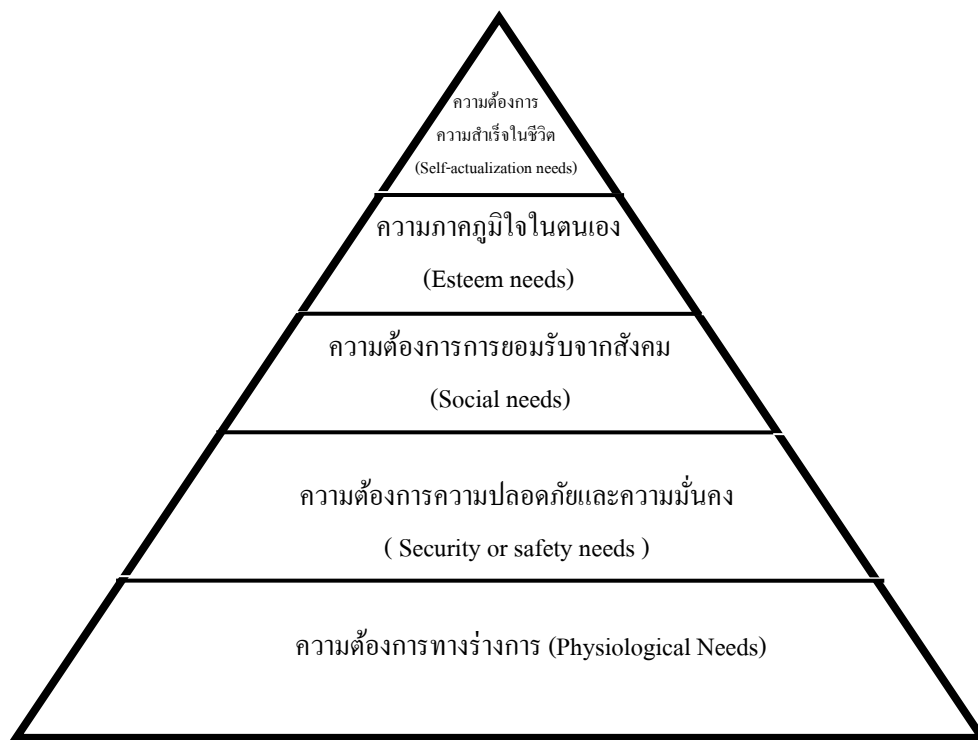 ความต้องการ
ความสำเร็จในชีวิต
(Self-actualization needs)
ความภาคภูมิใจในตนเอง
(Esteem needs)
ความต้องการการยอมรับจากสังคม
(Social needs)
ความต้องการความปลอดภัยและความมั่นคง
( Security or safety needs )
ความต้องการทางร่างการ (Physiological Needs)